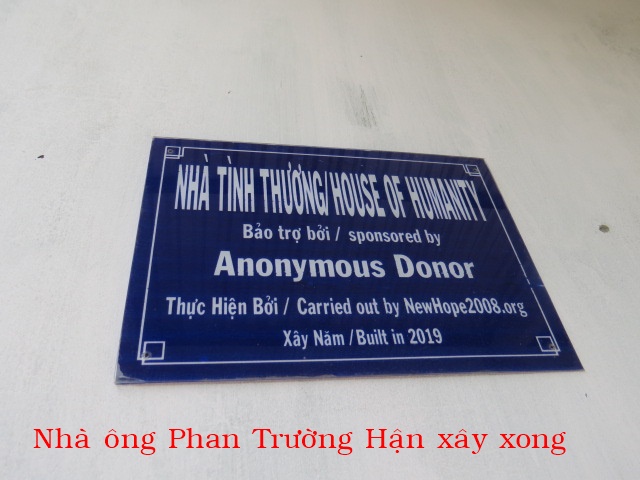 NHÀ TÌNH THƯƠNG/HOUSE OF HUMANITY
Bảo trợ bởi / sponsored by
Anonymous Donor
Thực Hiện Bởi / Carried out by NewHope2008.org
Xây Năm /Built in 2019
Nhà ông Phan Trường Hận xây xong